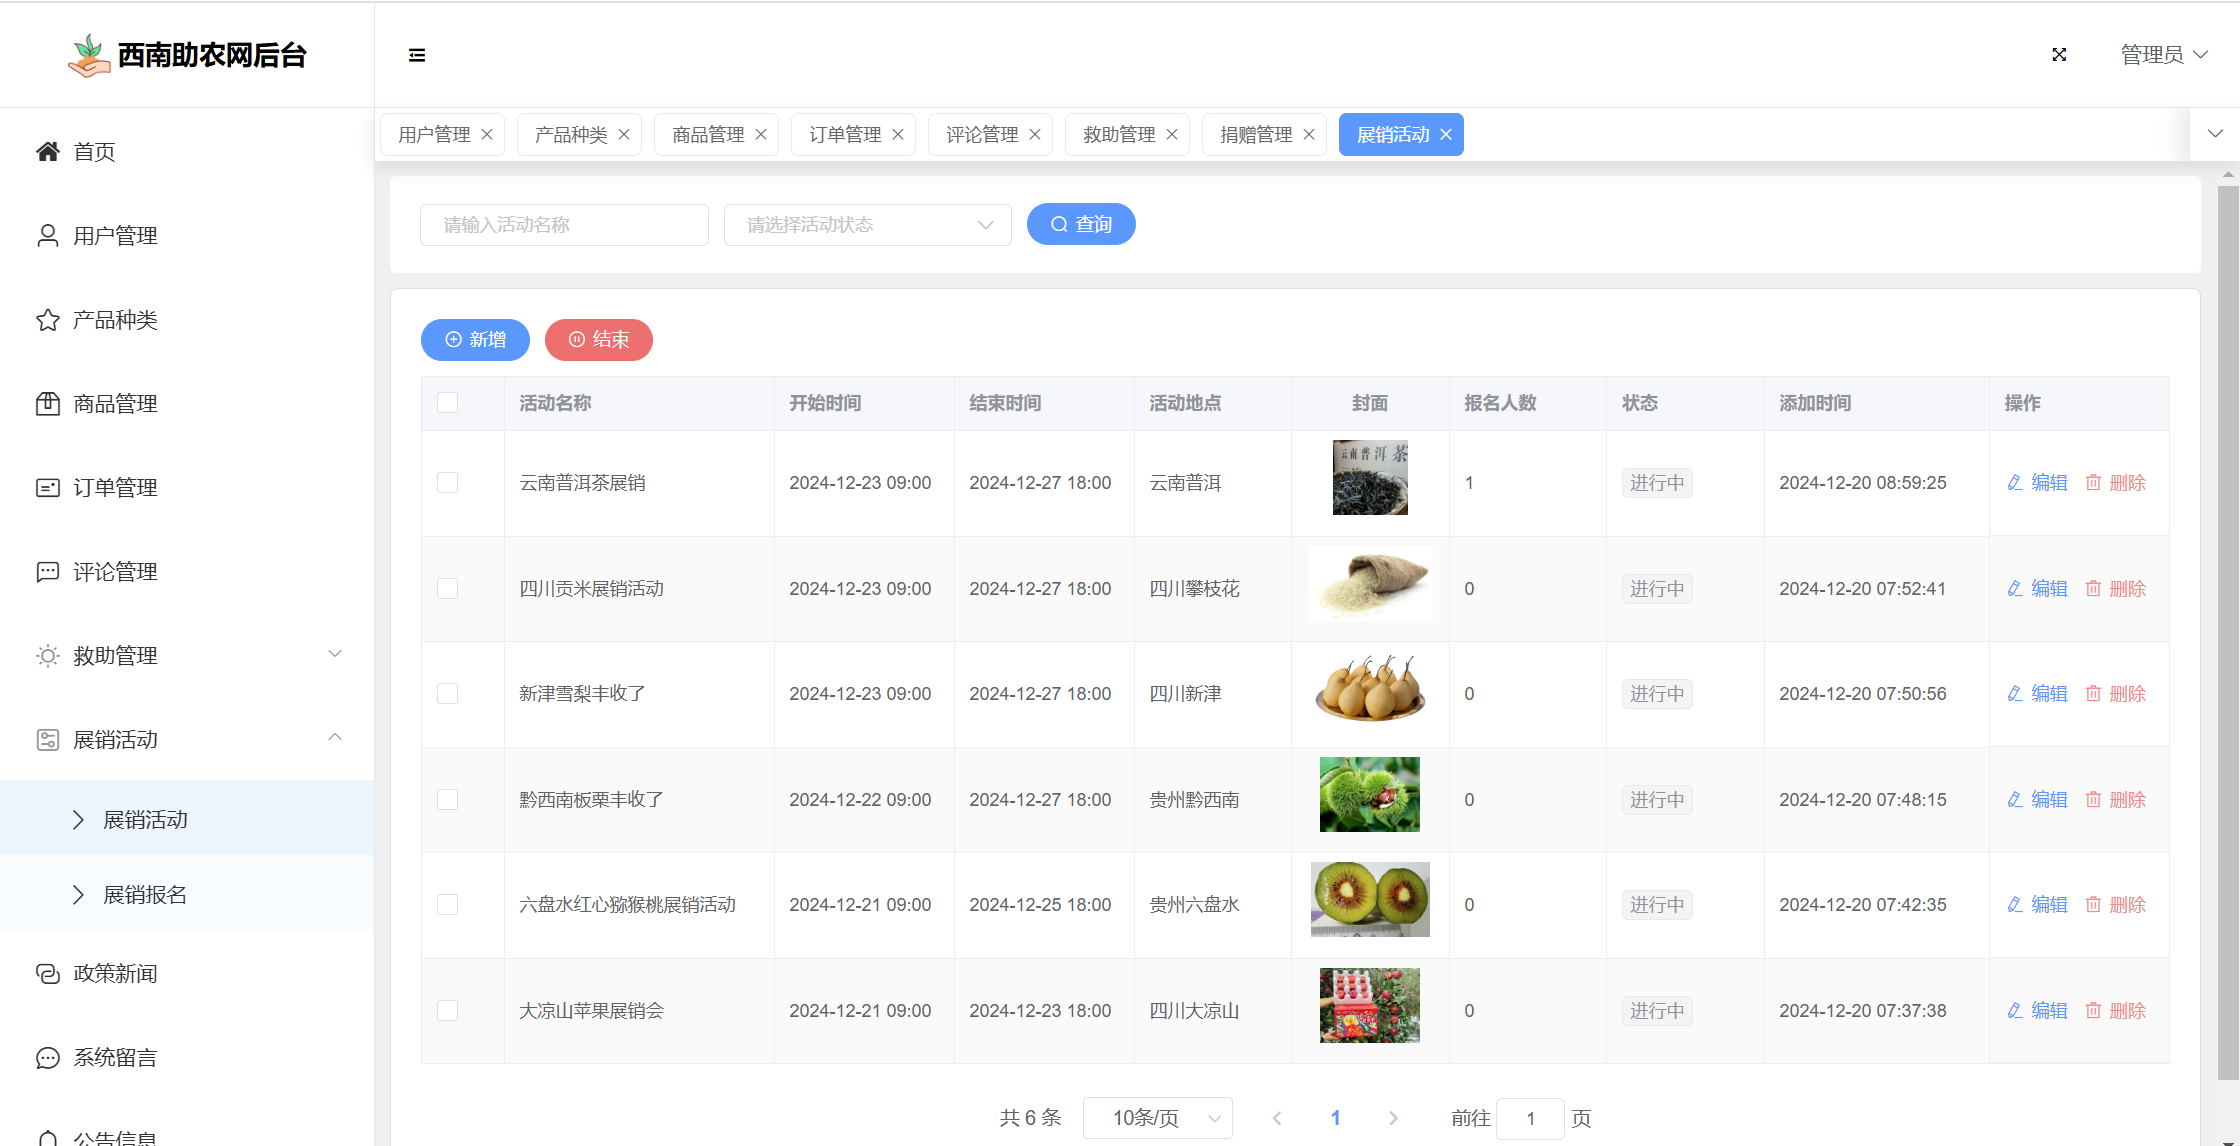 西南助农网后台
管理员
用户管理 产品种类 商品管理 订单管理 评论管理 救助管理 捐赠管理 展销活动
首页
用户管理
产品种类
商品管理
订单管理
评论管理
救助管理
展销活动
展销活动
展销报名
政策新闻
系统留言
公告信息
请输入活动名称 请选择活动状态 查询
新增 结束
活动名称 开始时间 结束时间 活动地点 封面 报名人数 状态 添加时间 操作
云南普洱茶展销 2024-12-23 09:00 2024-12-27 18:00 云南普洱 云南普洱茶 1 进行中 2024-12-20 08:59:25 编辑 删除
四川贡米展销活动 2024-12-23 09:00 2024-12-27 18:00 四川攀枝花 0 进行中 2024-12-20 07:52:41 编辑 删除
新津雪梨丰收了 2024-12-23 09:00 2024-12-27 18:00 四川新津 0 进行中 2024-12-20 07:50:56 编辑 删除
黔西南板栗丰收了 2024-12-22 09:00 2024-12-27 18:00 贵州黔西南 0 进行中 2024-12-20 07:48:15 编辑 删除
六盘水红心猕猴桃展销活动 2024-12-21 09:00 2024-12-25 18:00 贵州六盘水 0 进行中 2024-12-20 07:42:35 编辑 删除
大凉山苹果展销会 2024-12-21 09:00 2024-12-23 18:00 四川大凉山 0 进行中 2024-12-20 07:37:38 编辑 删除
共 6 条 10条/页 1 前往 1 页